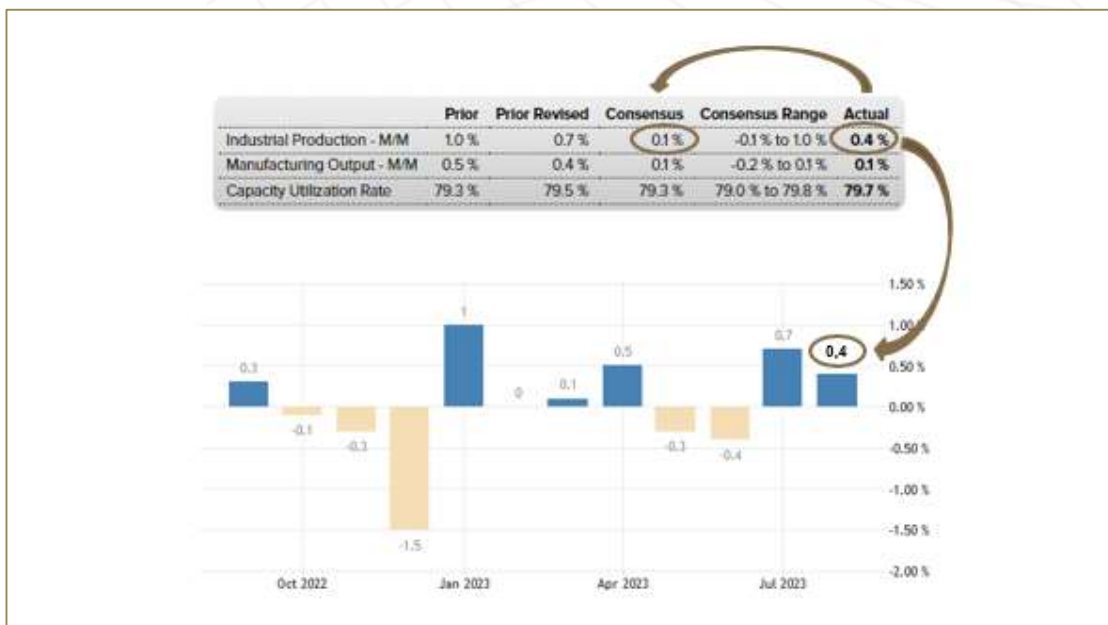 Prior Prior Revised Consensus Consensus Range Actual
Industrial Production - M/M 1.0 % 0.7 % 0.1 % -0.1 % to 1.0 % 0.4 %
Manufacturing Output - M/M 0.5 % 0.4 % 0.1 % -0.2 % to 0.1 % 0.1 %
Capacity Utilization Rate 79.3 % 79.5 % 79.3 % 79.0 % to 79.8 % 79.7 %
1.50 %
1 1.00 %
0.7 0,4
0.5 0.50 %
0.3
0 0.1
0.00 %
-0.1 -0.3 -0.3 -0.4
-0.50 %
-1.00 %
-1.50 %
-1.5
-2.00 %
Oct 2022 Jan 2023 Apr 2023 Jul 2023